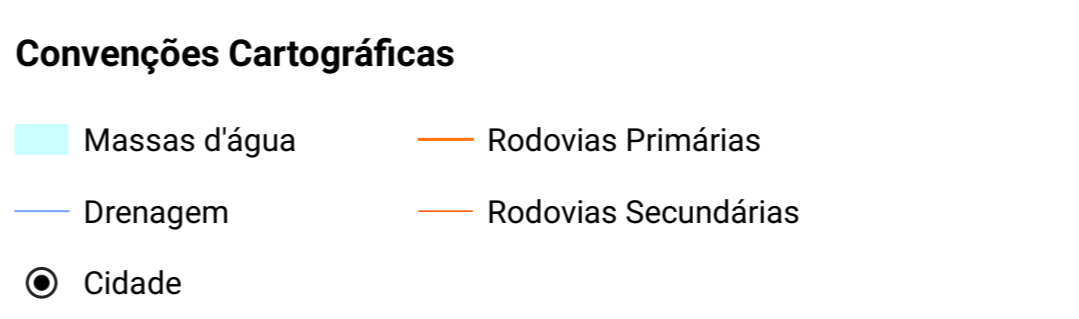 Convenções Cartográficas
Massas d'água
Rodovias Primárias
Drenagem
Rodovias Secundárias
Cidade